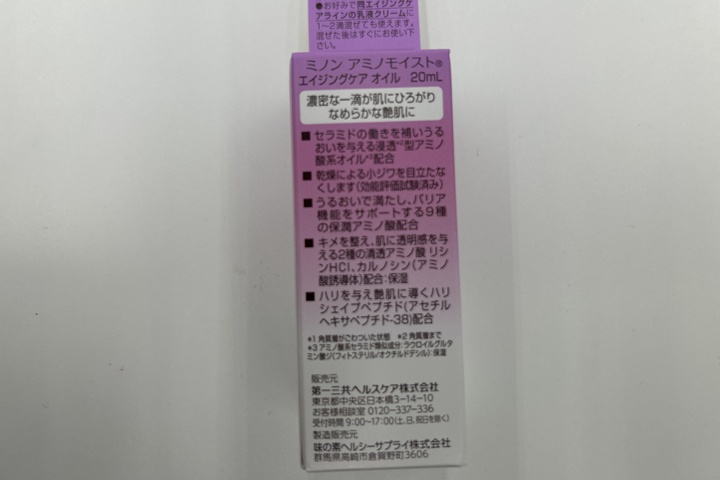 ●お好みで同エイジングケ
アラインの乳液クリームに
1〜2滴混ぜても使えます。
混ぜた後はすぐにお使い下
さい。
ミノン アミノモイスト®
エイジングケア オイル 20mL
濃密な一滴が肌にひろがり
なめらかな艶肌に
■ セラミドの働きを補いうる
おいを与える浸透*2型アミノ
酸系オイル*3配合
■ 乾燥による小ジワを目立たな
くします(効能評価試験済み)
■ うるおいで満たし、バリア
機能をサポートする9種
の保潤アミノ酸配合
■ キメを整え、肌に透明感を与
える2種の清透アミノ酸 リシ
ンHCl、カルノシン(アミノ
酸誘導体)配合:保湿
■ ハリを与え艶肌に導くハリ
シェイプペプチド(アセチル
ヘキサペプチド-38)配合
*1 角質層がごわついた状態 *2 角質層まで
*3 アミノ酸系セラミド類似成分:ラウロイルグルタ
ミン酸ジ(フィトステリル/オクチルドデシル):保湿
販売元
第一三共ヘルスケア株式会社
東京都中央区日本橋3-14-10
お客様相談室 0120-337-336
受付時間 9:00〜17:00(土、日、祝日を除く)
製造販売元
味の素ヘルシーサプライ株式会社
群馬県高崎市倉賀野町3606